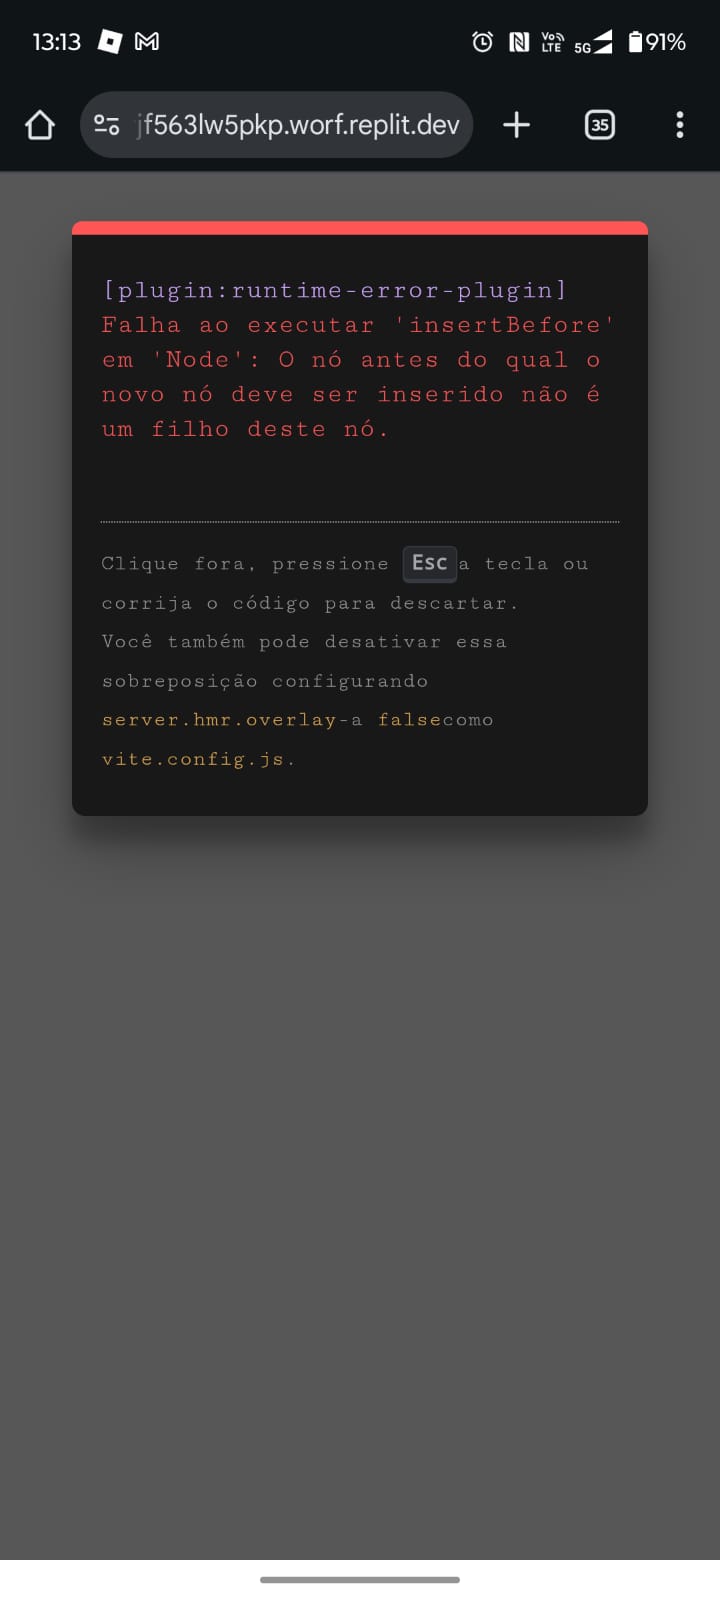 13:13
Vo LTE 5G 91%
jf563lw5pkp.worf.replit.dev
35
[plugin:runtime-error-plugin]
Falha ao executar 'insertBefore'
em 'Node': O nó antes do qual o
novo nó deve ser inserido não é
um filho deste nó.
Clique fora, pressione Esc a tecla ou
corrija o código para descartar.
Você também pode desativar essa
sobreposição configurando
server.hmr.overlay-a falsecomo
vite.config.js.